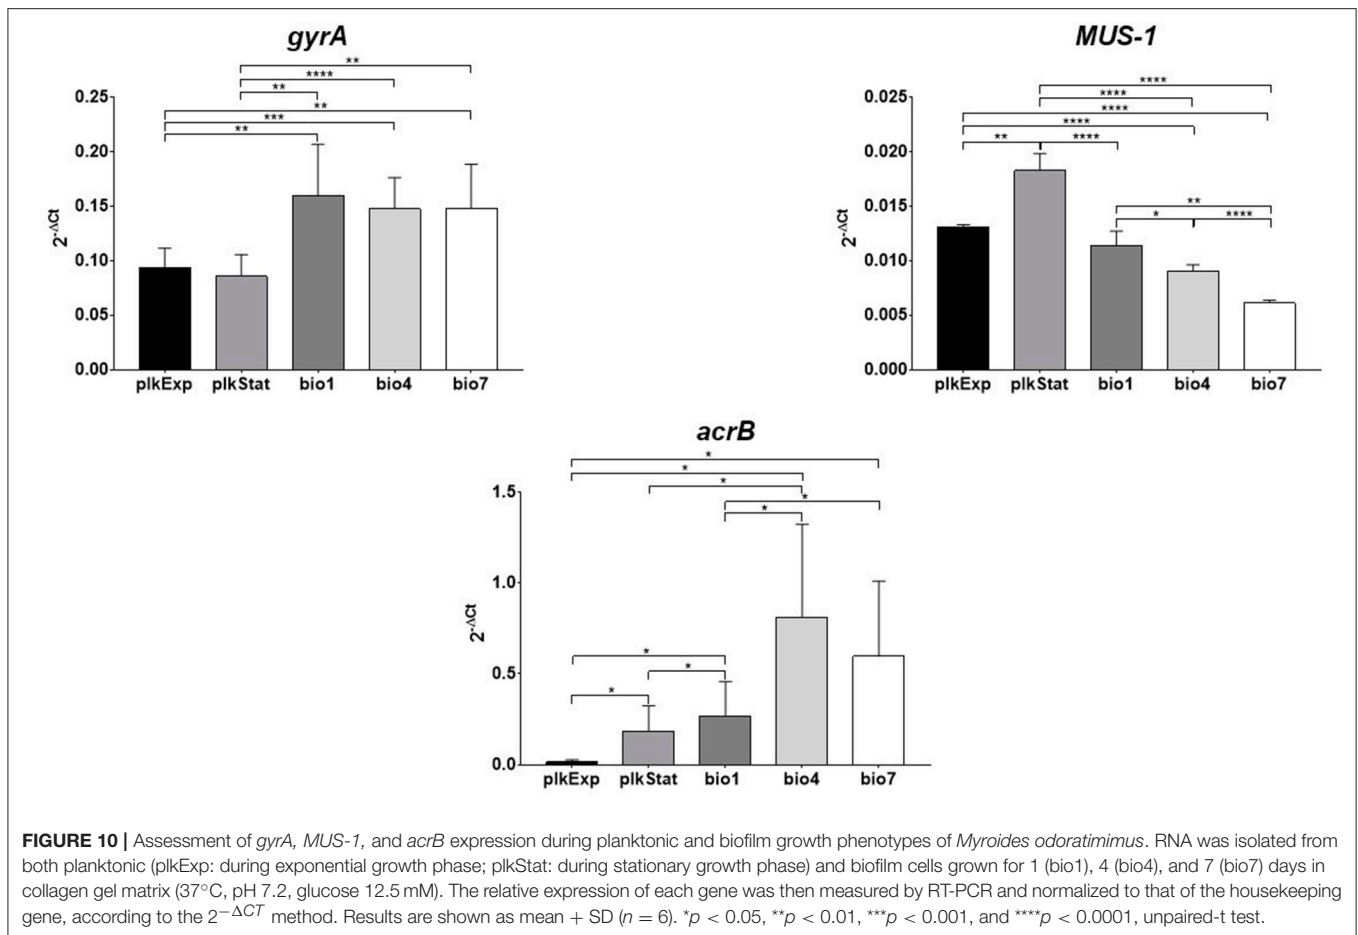 gyrA
**
****
**
**
***
**
0.25
0.20
0.15
0.10
0.05
0.00
2-ΔCt
plkExp plkStat bio1 bio4 bio7
MUS-1
****
****
****
****
** ****
**
* ****
0.025
0.020
0.015
0.010
0.005
0.000
2-ΔCt
plkExp plkStat bio1 bio4 bio7
acrB
*
*
*
*
*
*
*
*
1.5
1.0
0.5
0.0
2-ΔCt
plkExp plkStat bio1 bio4 bio7
FIGURE 10 | Assessment of gyrA, MUS-1, and acrB expression during planktonic and biofilm growth phenotypes of Myroides odoratimimus. RNA was isolated from
both planktonic (plkExp: during exponential growth phase; plkStat: during stationary growth phase) and biofilm cells grown for 1 (bio1), 4 (bio4), and 7 (bio7) days in
collagen gel matrix (37°C, pH 7.2, glucose 12.5 mM). The relative expression of each gene was then measured by RT-PCR and normalized to that of the housekeeping
gene, according to the 2−ΔCT method. Results are shown as mean + SD (n = 6). *p < 0.05, **p < 0.01, ***p < 0.001, and ****p < 0.0001, unpaired-t test.